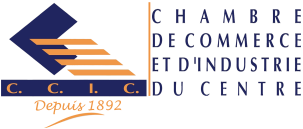 C. C. I. C.
Depuis 1892
CHAMBRE
DE COMMERCE
ET D'INDUSTRIE
DU CENTRE